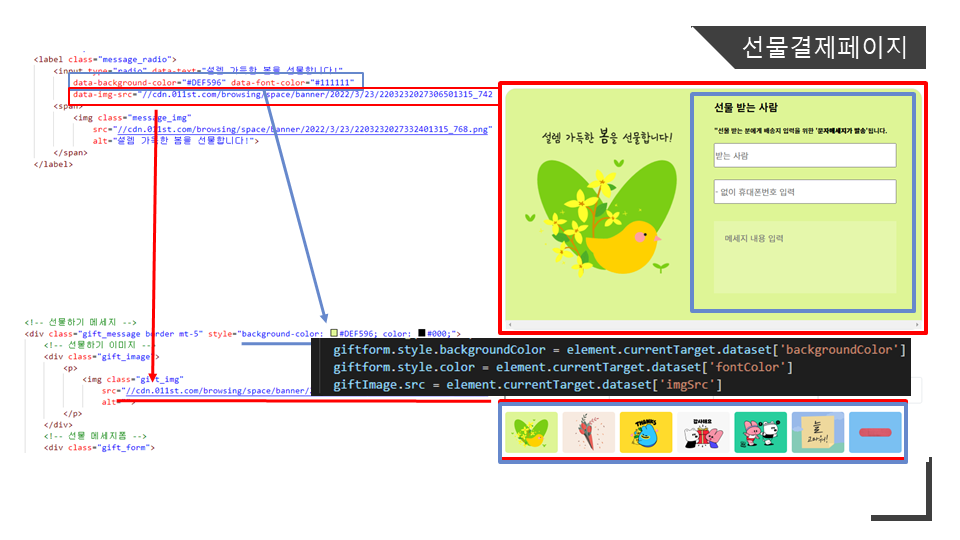 선물결제페이지
<label class="message_radio">
<input type="radio" data-text="설렘 가득한 봄을 선물합니다!"
data-background-color="#DEF596" data-font-color="#111111"
data-img-src="//cdn.011st.com/browsing/space/banner/2022/3/23/2203232027306501315_742
<span>
<img class="message_img"
src="//cdn.011st.com/browsing/space/banner/2022/3/23/2203232027332401315_768.png"
alt="설렘 가득한 봄을 선물합니다!">
</span>
</label>
설렘 가득한 봄을 선물합니다!
선물 받는 사람
*선물 받는 분에게 배송지 입력을 위한 '문자메세지가 발송'됩니다.
받는 사람
- 없이 휴대폰번호 입력
메세지 내용 입력
<!-- 선물하기 메세지 -->
<div class="gift_message border mt-5" style="background-color: #DEF596; color: #000;">
<!-- 선물하기 이미지 -->
<div class="gift_image">
<p>
<img class="gift_img"
src="//cdn.011st.com/browsing/space/banner/
alt="">
</p>
</div>
<!-- 선물 메세지폼 -->
<div class="gift_form">
giftform.style.backgroundColor = element.currentTarget.dataset['backgroundColor']
giftform.style.color = element.currentTarget.dataset['fontColor']
giftImage.src = element.currentTarget.dataset['imgSrc']
THANKS
감사해요
늘
고마워!